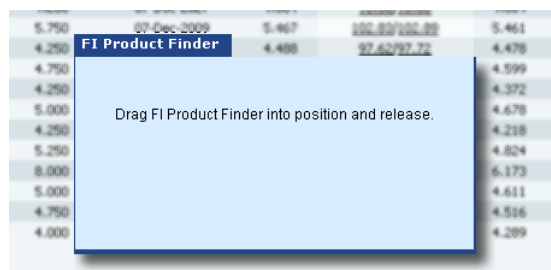 5.750 07-Dec-2009 5.467 102.83/102.89 5.461
FI Product Finder
4.250 4.488 97.62/97.72 4.478
4.750 4.599
4.250 4.372
5.000 Drag FI Product Finder into position and release. 4.678
4.250 4.218
5.250 4.824
8.000 6.173
5.000 4.611
4.750 4.516
4.000 4.289